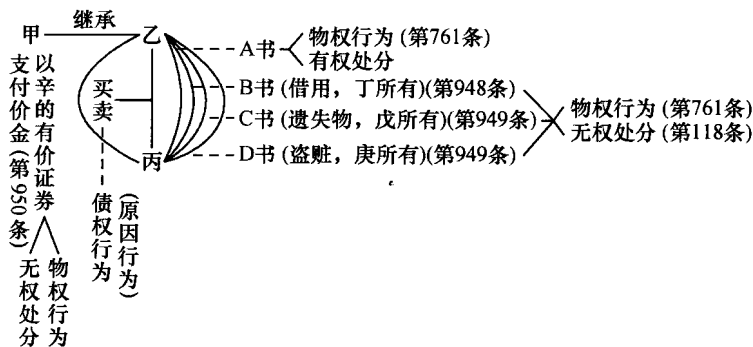 继承
甲
乙
A书
物权行为 (第761条)
有权处分
B书 (借用，丁所有)(第948条)
C书 (遗失物，戊所有)(第949条)
D书 (盗赃，庚所有)(第949条)
物权行为 (第761条)
无权处分 (第118条)
买卖
丙
以辛的有价证券
支付价金(第950条)
债权行为
(原因行为)
物权行为
无权处分